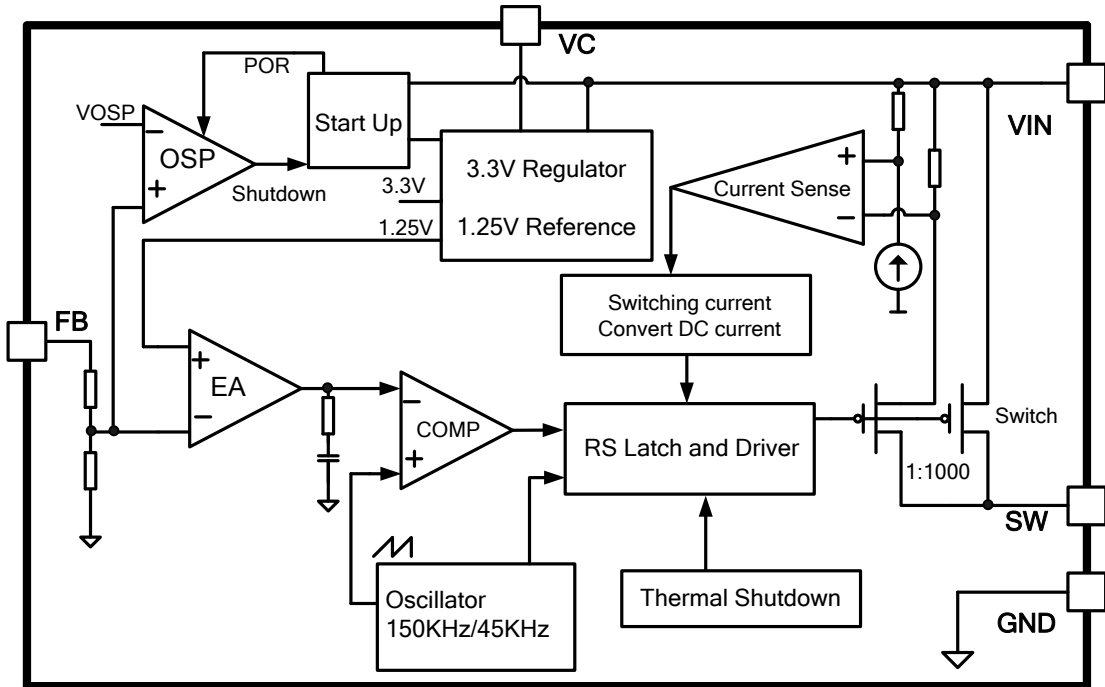 VC
POR
VOSP
OSP
Start Up
Shutdown
VIN
3.3V Regulator
1.25V Reference
3.3V
1.25V
Current Sense
Switching current
Convert DC current
FB
EA
COMP
RS Latch and Driver
Switch
1:1000
SW
Oscillator
150KHz/45KHz
Thermal Shutdown
GND